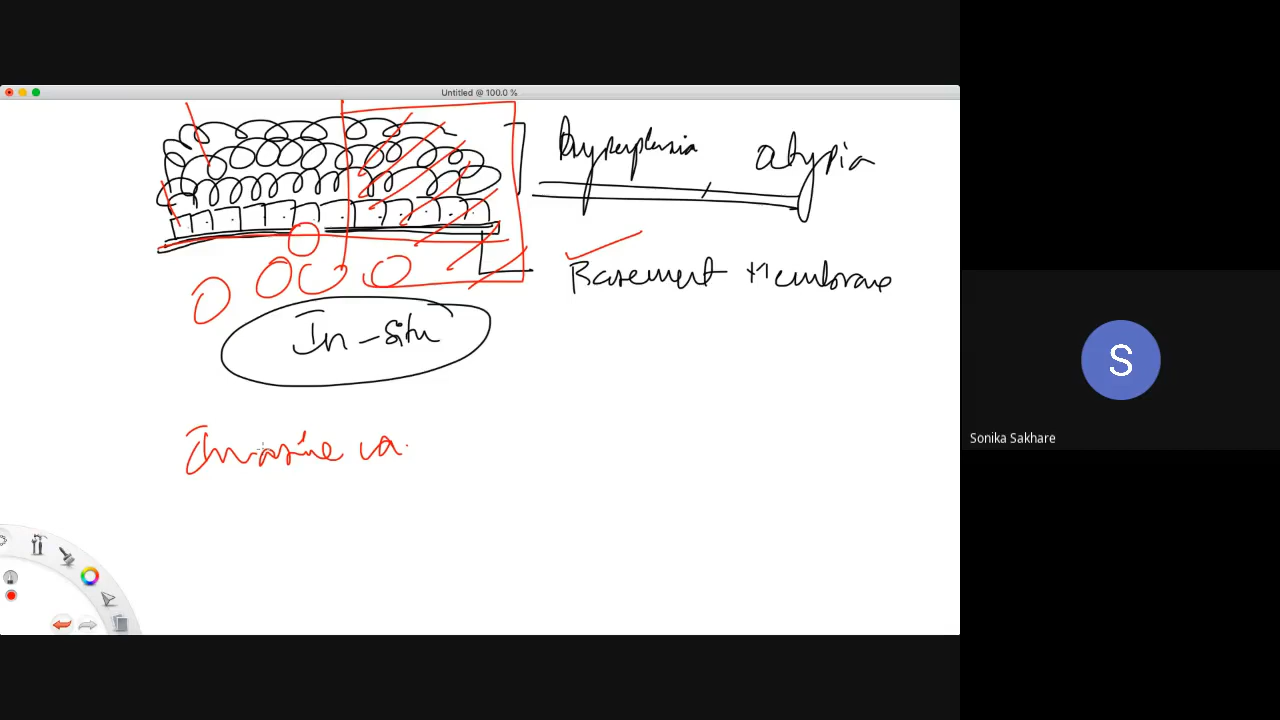 Untitled @ 100.0 %
Hyperplasia atypia
Basement Membrane
In-situ
Invasive ca.
S
Sonika Sakhare